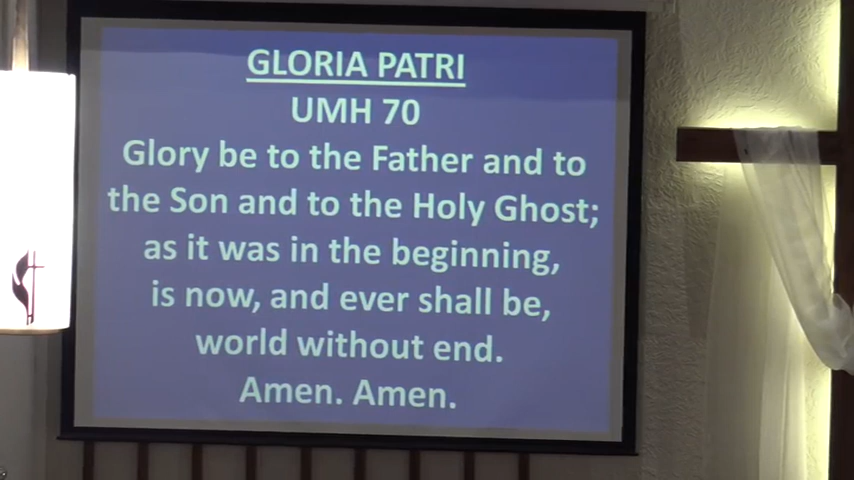 GLORIA PATRI
UMH 70
Glory be to the Father and to
the Son and to the Holy Ghost;
as it was in the beginning,
is now, and ever shall be,
world without end.
Amen. Amen.